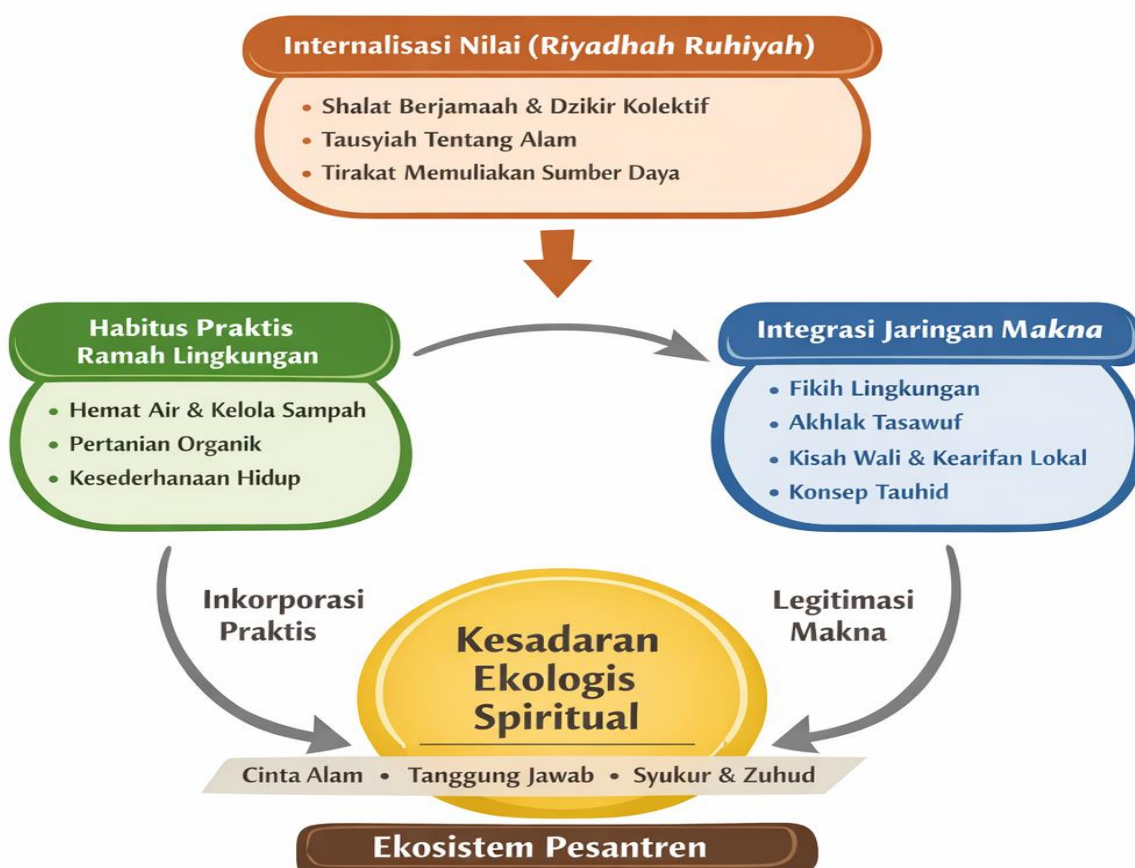 Internalisasi Nilai (Riyadhah Ruhiyah)
• Shalat Berjamaah & Dzikir Kolektif
• Tausyiah Tentang Alam
• Tirakat Memuliakan Sumber Daya
Habitus Praktis
Ramah Lingkungan
• Hemat Air & Kelola Sampah
• Pertanian Organik
• Kesederhanaan Hidup
Integrasi Jaringan Makna
• Fikih Lingkungan
• Akhlak Tasawuf
• Kisah Wali & Kearifan Lokal
• Konsep Tauhid
Inkorporasi
Praktis
Legitimasi
Makna
Kesadaran
Ekologis
Spiritual
Cinta Alam • Tanggung Jawab • Syukur & Zuhud
Ekosistem Pesantren